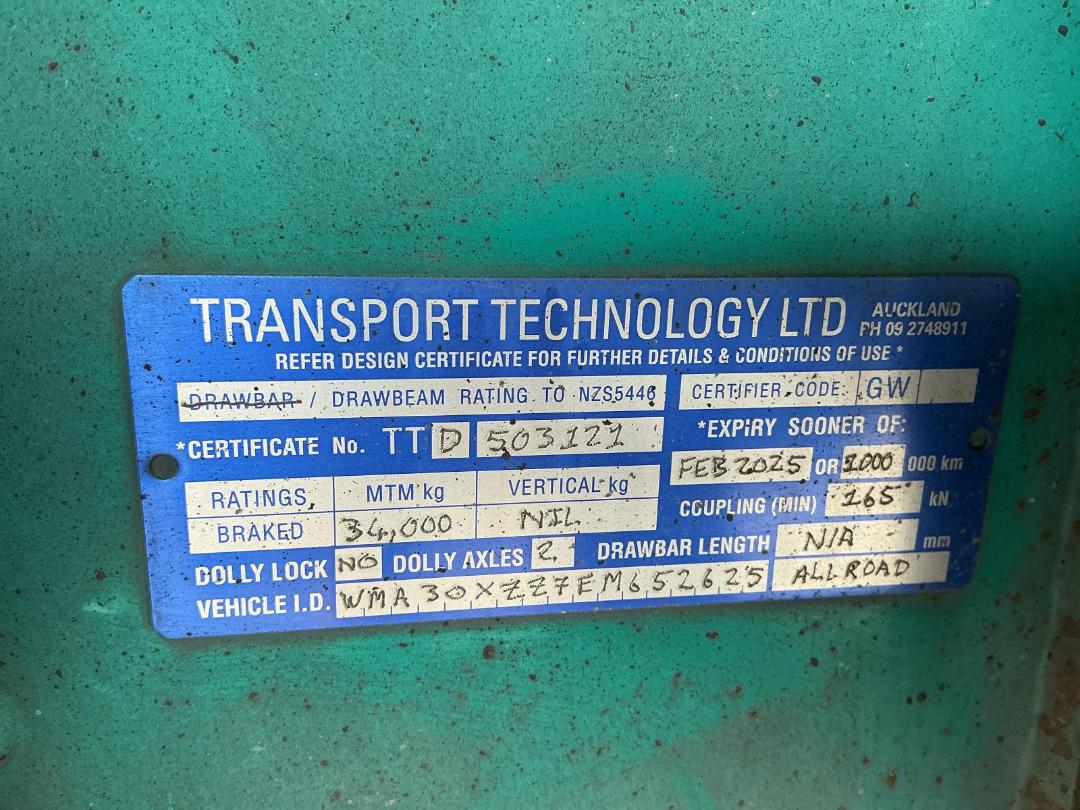 TRANSPORT TECHNOLOGY LTD AUCKLAND PH 09 2748911
REFER DESIGN CERTIFICATE FOR FURTHER DETAILS & CONDITIONS OF USE *
DRAWBAR / DRAWBEAM RATING TO NZS5446 CERTIFIER CODE: GW
*CERTIFICATE No. TT D 503121 *EXPIRY SOONER OF:
FEB 2025 OR 1000 000 km
RATINGS MTM kg VERTICAL kg COUPLING (MIN) 165 kN
BRAKED 34,000 NIL
DOLLY LOCK NO DOLLY AXLES 2 DRAWBAR LENGTH N/A mm
VEHICLE I.D. WMA30XZZ7EM652625 ALL ROAD